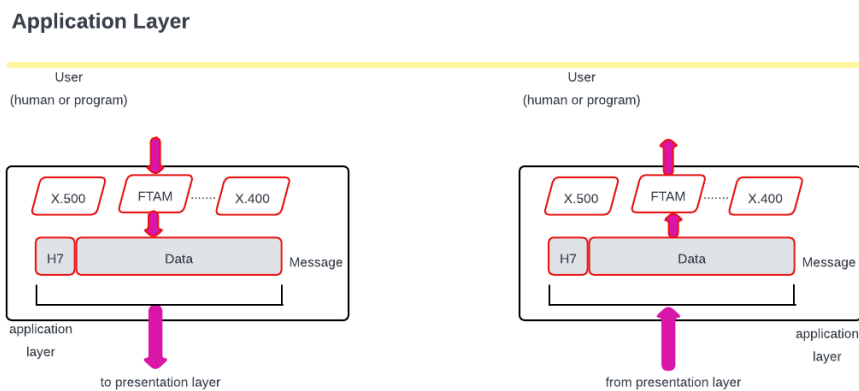 Application Layer
User
(human or program)
X.500
FTAM
........
X.400
H7
Data
Message
application
layer
to presentation layer
User
(human or program)
X.500
FTAM
.......
X.400
H7
Data
Message
application
layer
from presentation layer